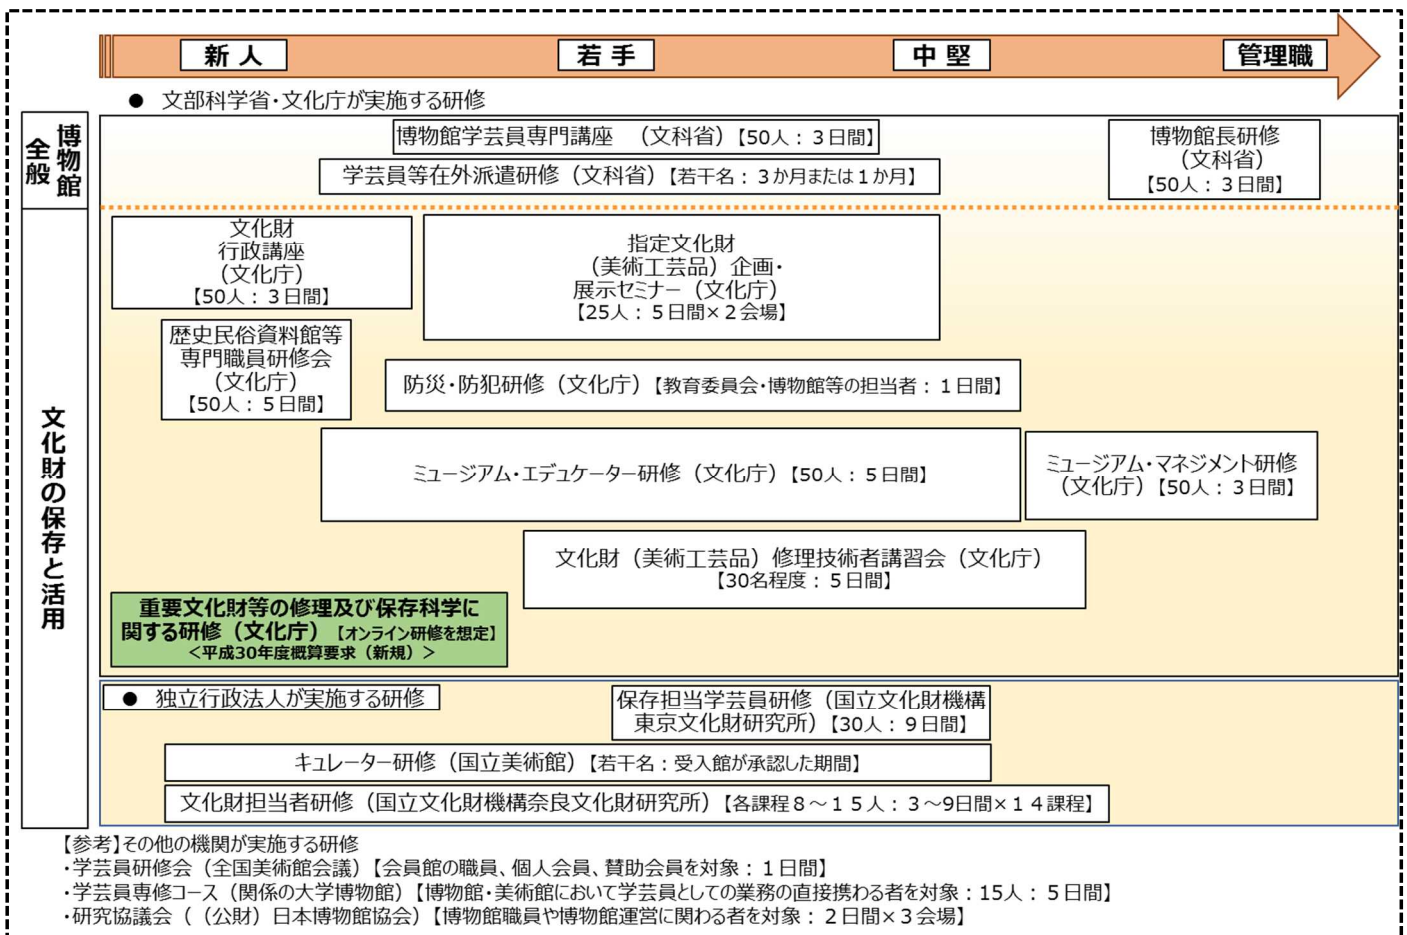 新 人
若 手
中 堅
管理職
● 文部科学省・文化庁が実施する研修
博物館
全般
博物館学芸員専門講座 （文科省）【50人：３日間】
学芸員等在外派遣研修（文科省）【若干名：３か月または１か月】
博物館長研修
（文科省）
【50人：３日間】
文化財の保存と活用
文化財
行政講座
（文化庁）
【50人：３日間】
指定文化財
（美術工芸品）企画・
展示セミナー（文化庁）
【25人：５日間×２会場】
歴史民俗資料館等
専門職員研修会
（文化庁）
【50人：５日間】
防災・防犯研修（文化庁）【教育委員会・博物館等の担当者：１日間】
ミュージアム・エデュケーター研修（文化庁）【50人：５日間】
ミュージアム・マネジメント研修
（文化庁）【50人：３日間】
文化財（美術工芸品）修理技術者講習会（文化庁）
【30名程度：５日間】
重要文化財等の修理及び保存科学に
関する研修（文化庁）【オンライン研修を想定】
＜平成30年度概算要求（新規）＞
● 独立行政法人が実施する研修
保存担当学芸員研修（国立文化財機構
東京文化財研究所）【30人：９日間】
キュレーター研修（国立美術館）【若干名：受入館が承認した期間】
文化財担当者研修（国立文化財機構奈良文化財研究所）【各課程８～１５人：３～9日間×１４課程】
【参考】その他の機関が実施する研修
・学芸員研修会（全国美術館会議）【会員館の職員、個人会員、賛助会員を対象：１日間】
・学芸員専修コース（関係の大学博物館）【博物館・美術館において学芸員としての業務の直接携わる者を対象：15人：５日間】
・研究協議会（（公財）日本博物館協会）【博物館職員や博物館運営に関わる者を対象：２日間×３会場】